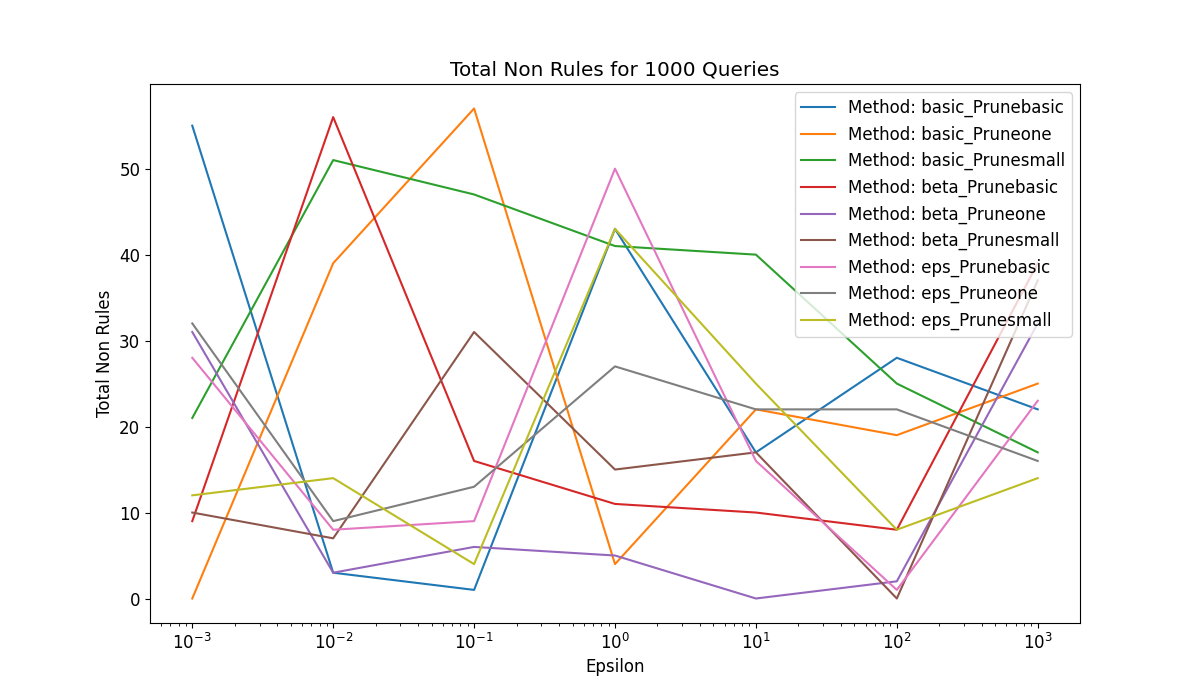 Total Non Rules for 1000 Queries
Method: basic_Prunebasic
Method: basic_Pruneone
Method: basic_Prunesmall
Method: beta_Prunebasic
Method: beta_Pruneone
Method: beta_Prunesmall
Method: eps_Prunebasic
Method: eps_Pruneone
Method: eps_Prunesmall
Total Non Rules
50
40
30
20
10
0
10⁻³ 10⁻² 10⁻¹ 10⁰ 10¹ 10² 10³
Epsilon